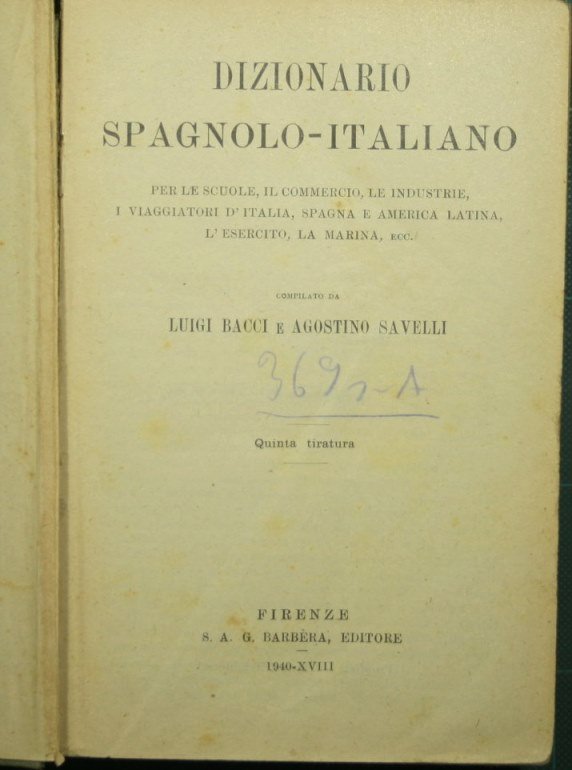 DIZIONARIO
SPAGNOLO-ITALIANO
PER LE SCUOLE, IL COMMERCIO, LE INDUSTRIE,
I VIAGGIATORI D'ITALIA, SPAGNA E AMERICA LATINA,
L'ESERCITO, LA MARINA, ECC.
COMPILATO DA
LUIGI BACCI E AGOSTINO SAVELLI
Quinta tiratura
FIRENZE
S. A. G. BARBÈRA, EDITORE
1940-XVIII